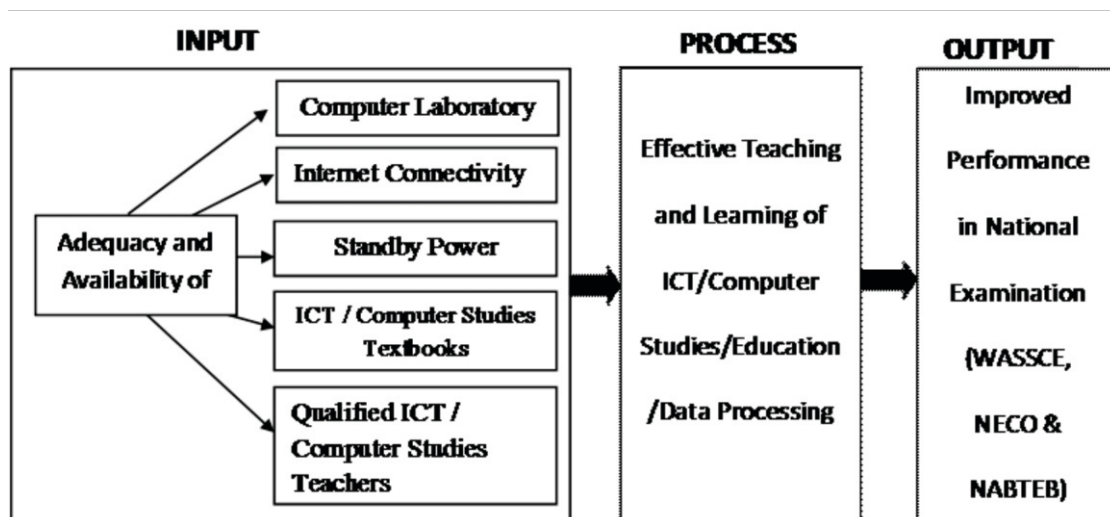 INPUT
Adequacy and
Availability of
Computer Laboratory
Internet Connectivity
Standby Power
ICT / Computer Studies
Textbooks
Qualified ICT /
Computer Studies
Teachers
PROCESS
Effective Teaching
and Learning of
ICT/Computer
Studies/Education
/Data Processing
OUTPUT
Improved
Performance
in National
Examination
(WASSCE,
NECO &
NABTEB)